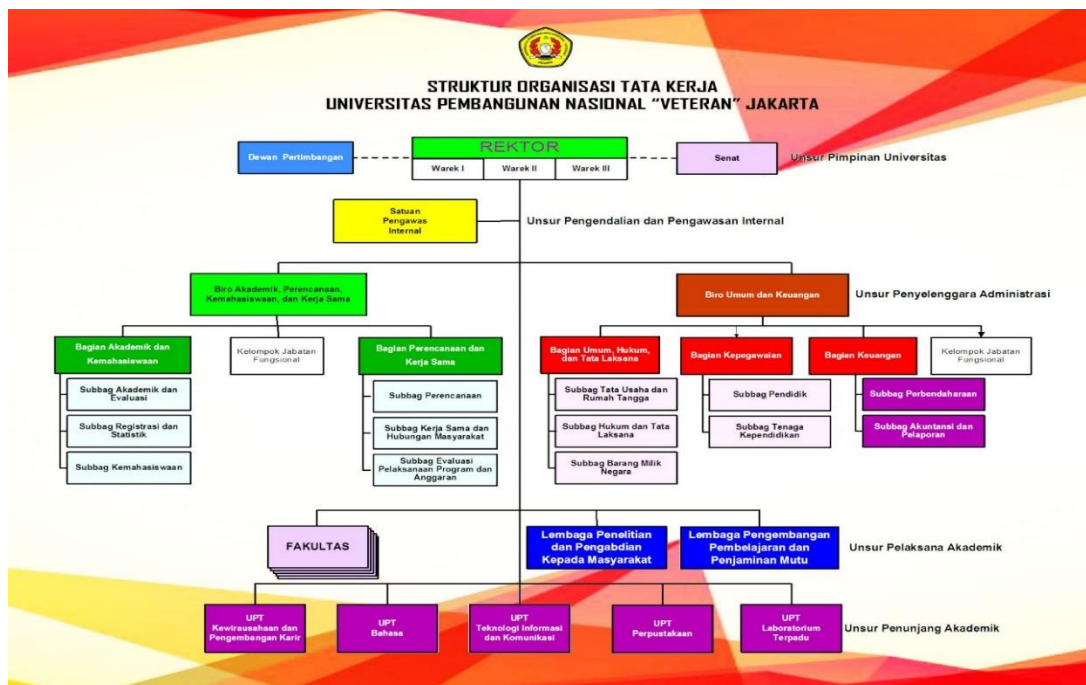 STRUKTUR ORGANISASI TATA KERJA
UNIVERSITAS PEMBANGUNAN NASIONAL "VETERAN" JAKARTA
Dewan Pertimbangan
REKTOR
Warek I
Warek II
Warek III
Senat
Unsur Pimpinan Universitas
Satuan
Pengawas
Internal
Unsur Pengendalian dan Pengawasan Internal
Biro Akademik, Perencanaan,
Kemahasiswaan, dan Kerja Sama
Biro Umum dan Keuangan
Unsur Penyelenggara Administrasi
Bagian Akademik dan
Kemahasiswaan
Kelompok Jabatan
Fungsional
Bagian Perencanaan dan
Kerja Sama
Bagian Umum, Hukum,
dan Tata Laksana
Bagian Kepegawaian
Bagian Keuangan
Kelompok Jabatan
Fungsional
Subbag Akademik dan
Evaluasi
Subbag Registrasi dan
Statistik
Subbag Kemahasiswaan
Subbag Perencanaan
Subbag Kerja Sama dan
Hubungan Masyarakat
Subbag Evaluasi
Pelaksanaan Program dan
Anggaran
Subbag Tata Usaha dan
Rumah Tangga
Subbag Hukum dan Tata
Laksana
Subbag Barang Milik
Negara
Subbag Pendidik
Subbag Tenaga
Kependidikan
Subbag Perbendaharaan
Subbag Akuntansi dan
Pelaporan
FAKULTAS
Lembaga Penelitian
dan Pengabdian
Kepada Masyarakat
Lembaga Pengembangan
Pembelajaran dan
Penjaminan Mutu
Unsur Pelaksana Akademik
UPT
Kewirausahaan dan
Pengembangan Karir
UPT
Bahasa
UPT
Teknologi Informasi
dan Komunikasi
UPT
Perpustakaan
UPT
Laboratorium
Terpadu
Unsur Penunjang Akademik